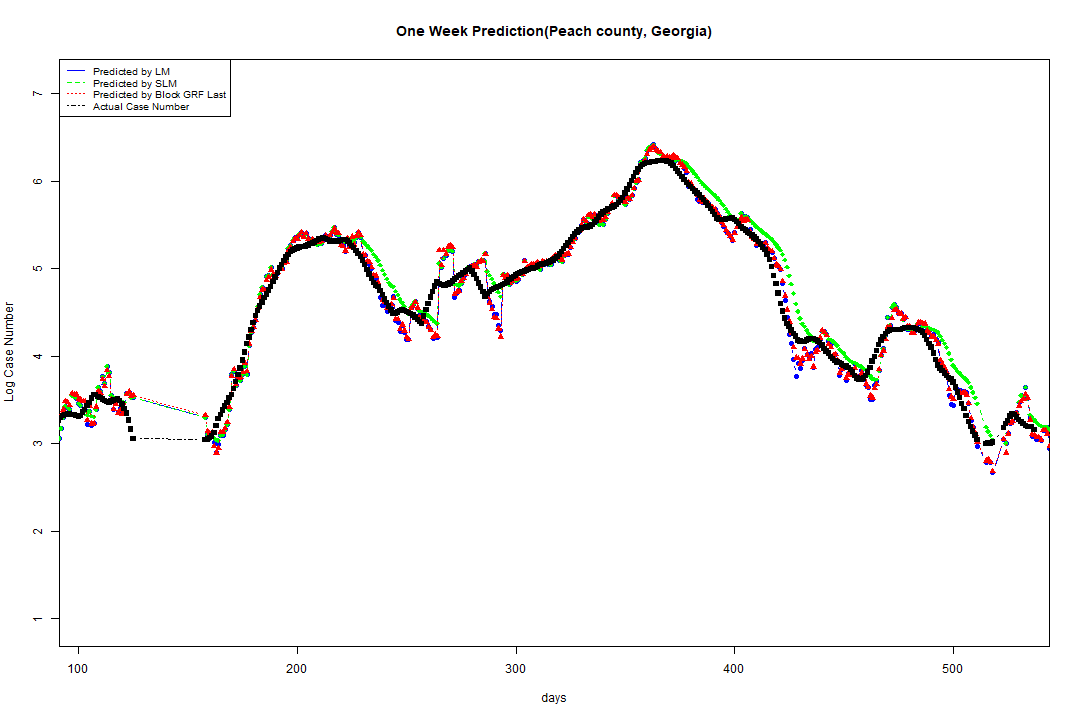 One Week Prediction(Peach county, Georgia)
Predicted by LM
Predicted by SLM
Predicted by Block GRF Last
Actual Case Number
7
6
5
4
3
2
1
Log Case Number
100 200 300 400 500
days